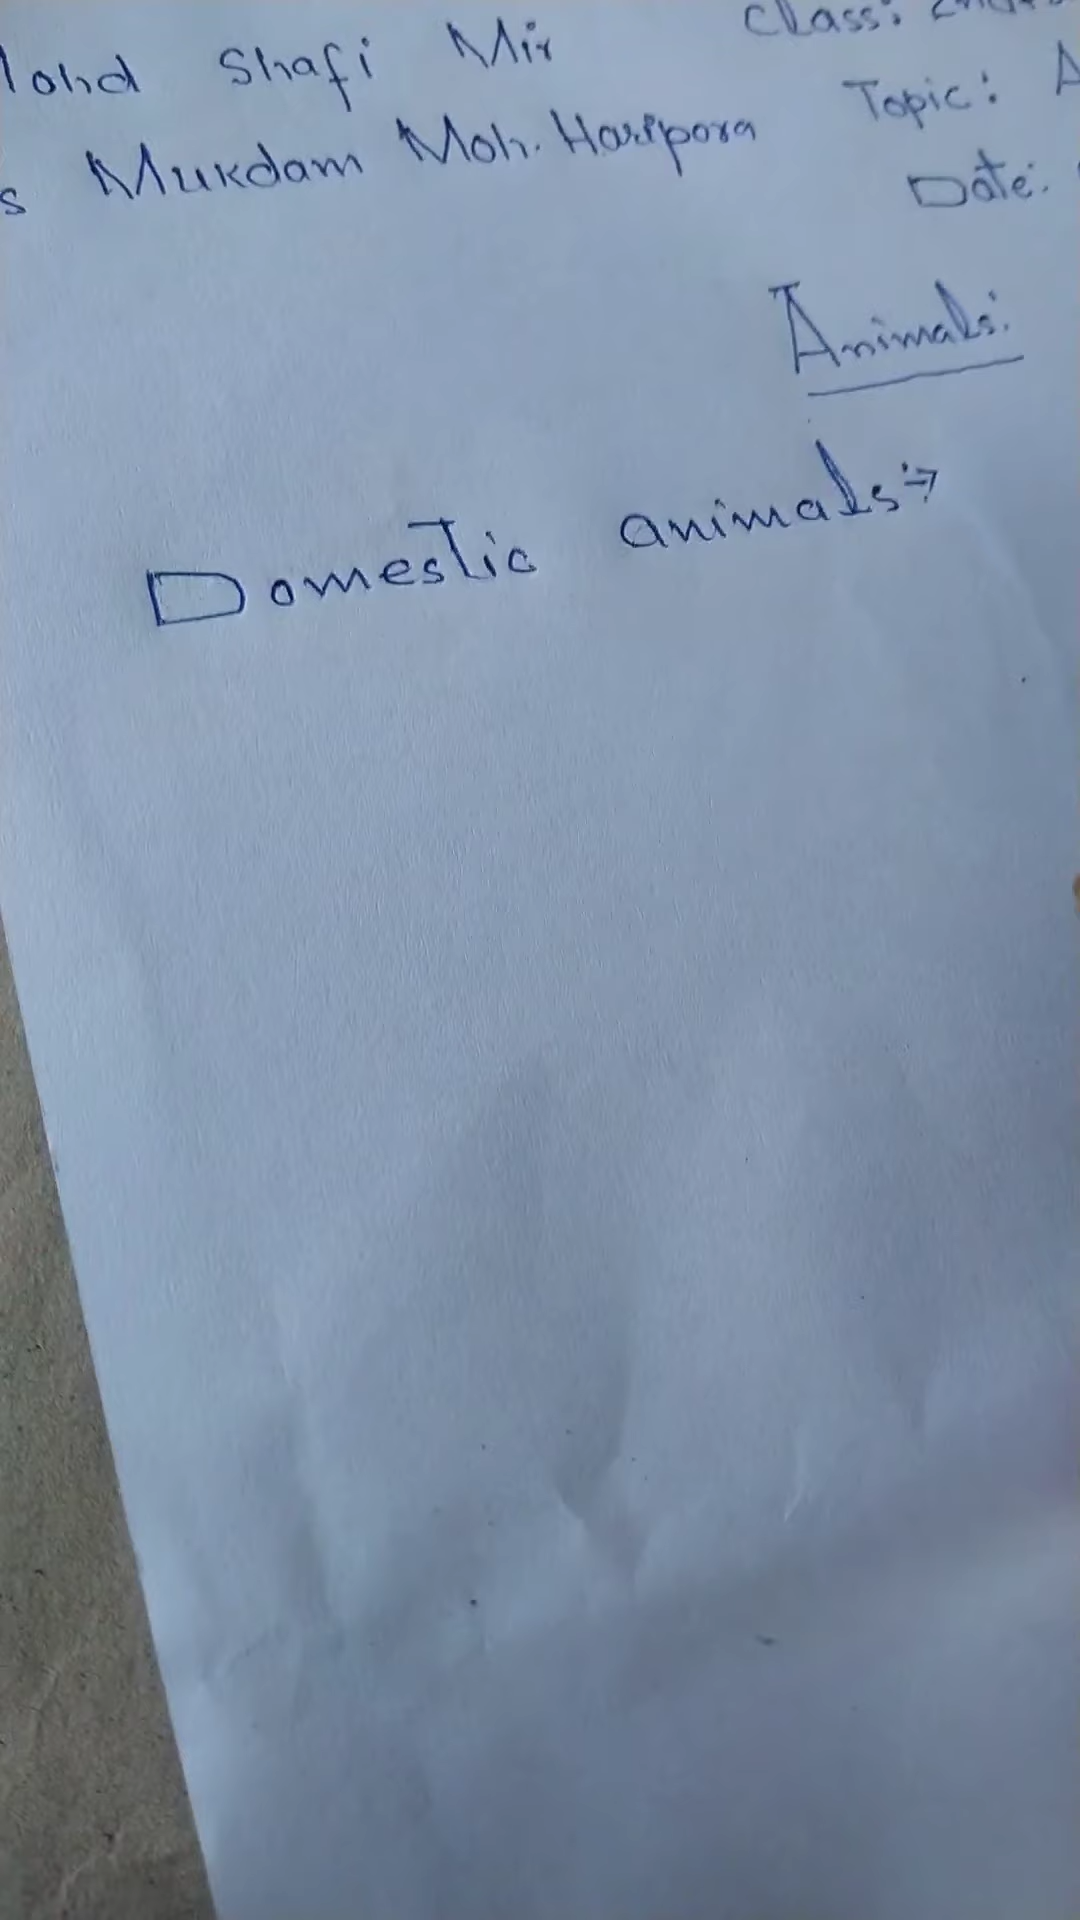 Mohd Shafi Mir Class:
Mukdam Moh. Haripora Topic: A
Date:
Animals:
Domestic animals:→